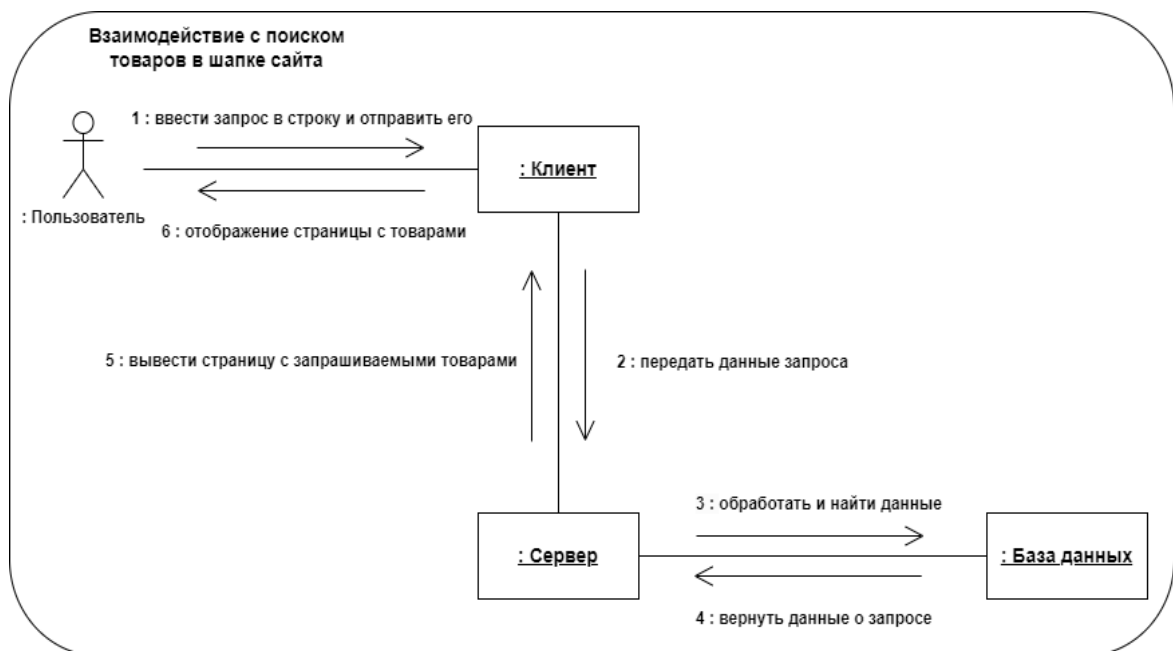 Взаимодействие с поиском
товаров в шапке сайта
1 : ввести запрос в строку и отправить его
: Клиент
: Пользователь
6 : отображение страницы с товарами
5 : вывести страницу с запрашиваемыми товарами
2 : передать данные запроса
3 : обработать и найти данные
: Сервер
: База данных
4 : вернуть данные о запросе